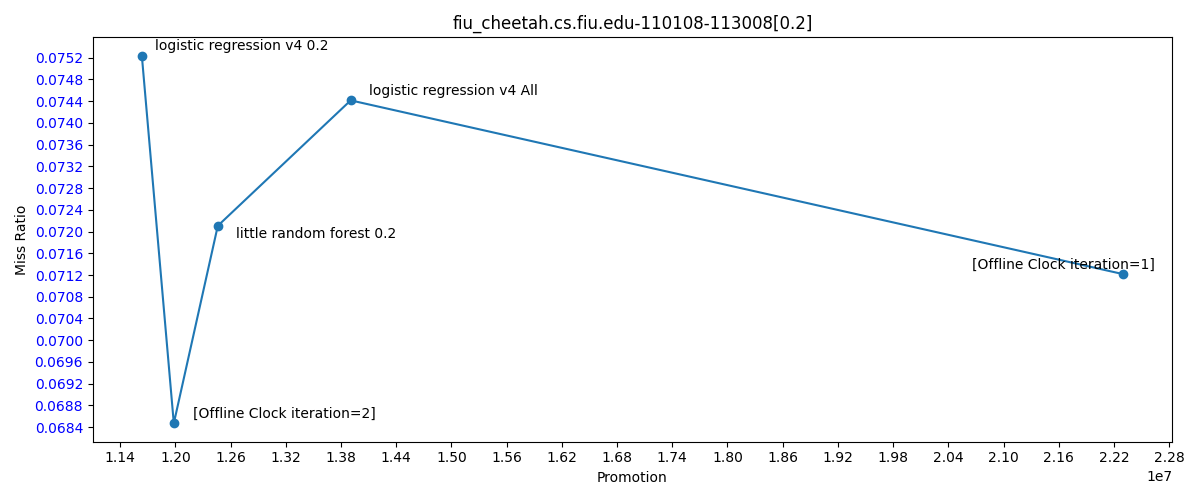 fiu_cheetah.cs.fiu.edu-110108-113008[0.2]
Miss Ratio
0.0752
0.0748
0.0744
0.0740
0.0736
0.0732
0.0728
0.0724
0.0720
0.0716
0.0712
0.0708
0.0704
0.0700
0.0696
0.0692
0.0688
0.0684
logistic regression v4 0.2
logistic regression v4 All
little random forest 0.2
[Offline Clock iteration=1]
[Offline Clock iteration=2]
1.14 1.20 1.26 1.32 1.38 1.44 1.50 1.56 1.62 1.68 1.74 1.80 1.86 1.92 1.98 2.04 2.10 2.16 2.22 2.28
1e7
Promotion